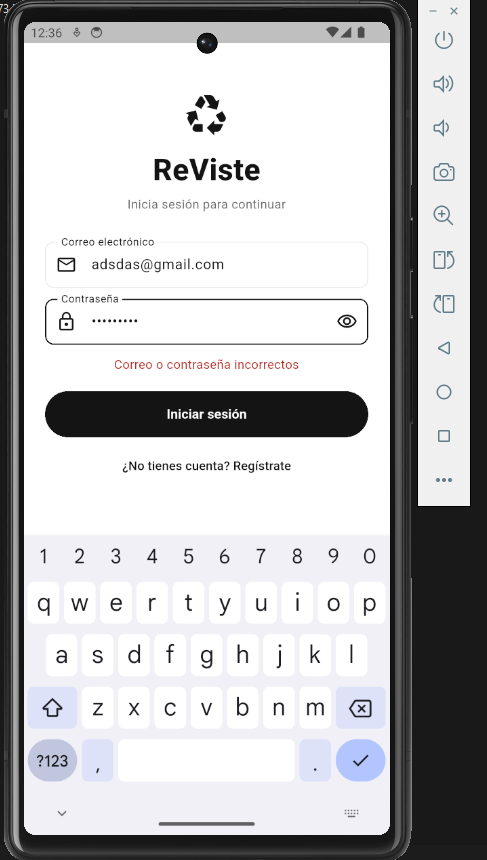 12:36
ReViste
Inicia sesión para continuar
Correo electrónico
adsdas@gmail.com
Contraseña
•••••••••
Correo o contraseña incorrectos
Iniciar sesión
¿No tienes cuenta? Regístrate
1 2 3 4 5 6 7 8 9 0
q w e r t y u i o p
a s d f g h j k l
z x c v b n m
?123 , .